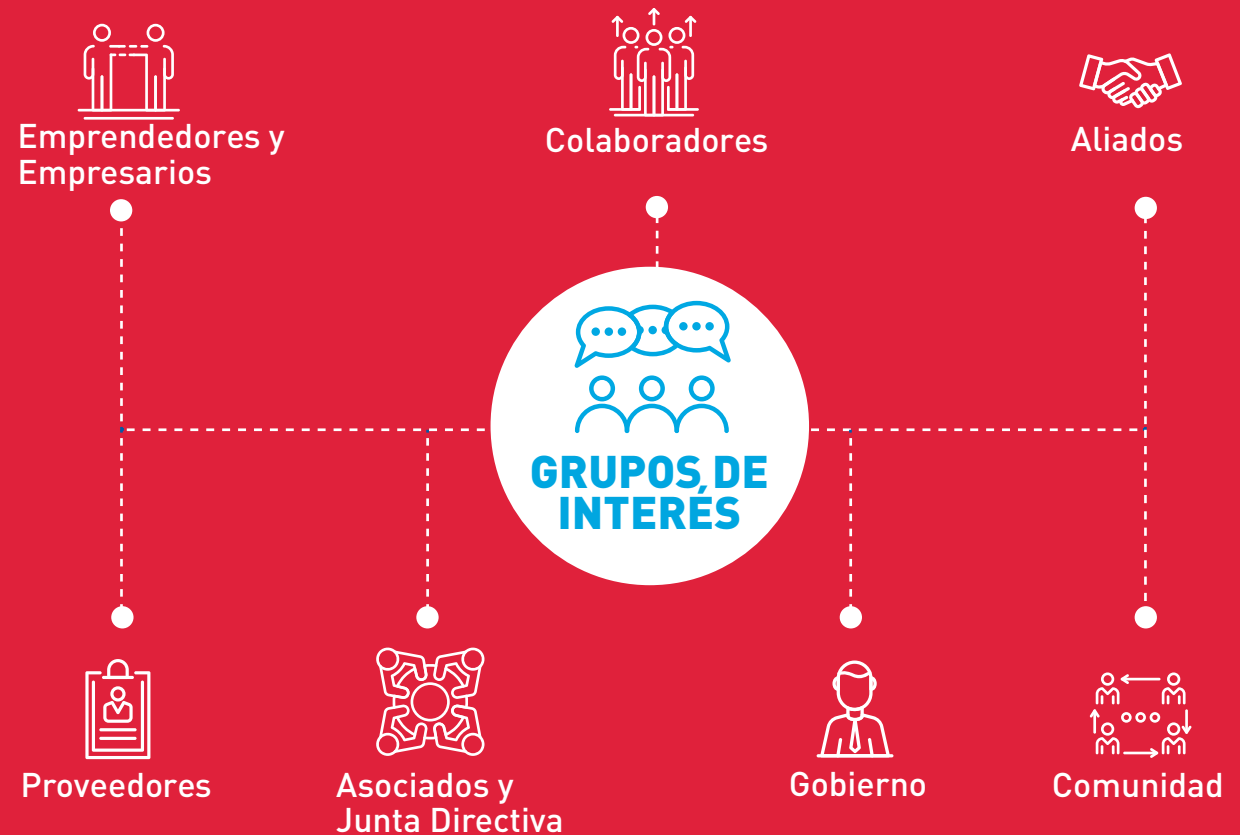 Emprendedores y
Empresarios
Colaboradores
Aliados
GRUPOS DE
INTERÉS
Proveedores
Asociados y
Junta Directiva
Gobierno
Comunidad